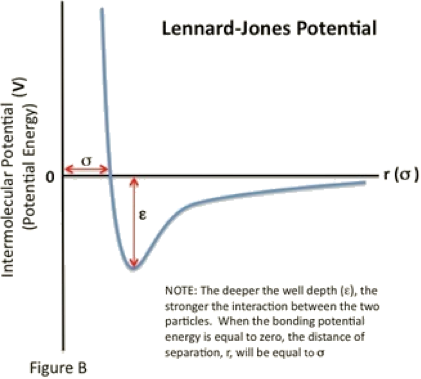 Lennard-Jones Potential
Intermolecular Potential (V)
(Potential Energy)
σ
0
r (σ)
ε
NOTE: The deeper the well depth (ε), the
stronger the interaction between the two
particles. When the bonding potential
energy is equal to zero, the distance of
separation, r, will be equal to σ
Figure B